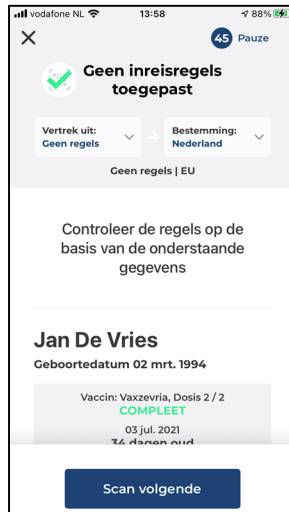 vodafone NL 13:58 88%
45 Pauze
Geen inreisregels
toegepast
Vertrek uit: Bestemming:
Geen regels Nederland
Geen regels | EU
Controleer de regels op de
basis van de onderstaande
gegevens
Jan De Vries
Geboortedatum 02 mrt. 1994
Vaccin: Vaxzevria, Dosis 2 / 2
COMPLEET
03 jul. 2021
34 dagen oud
Scan volgende